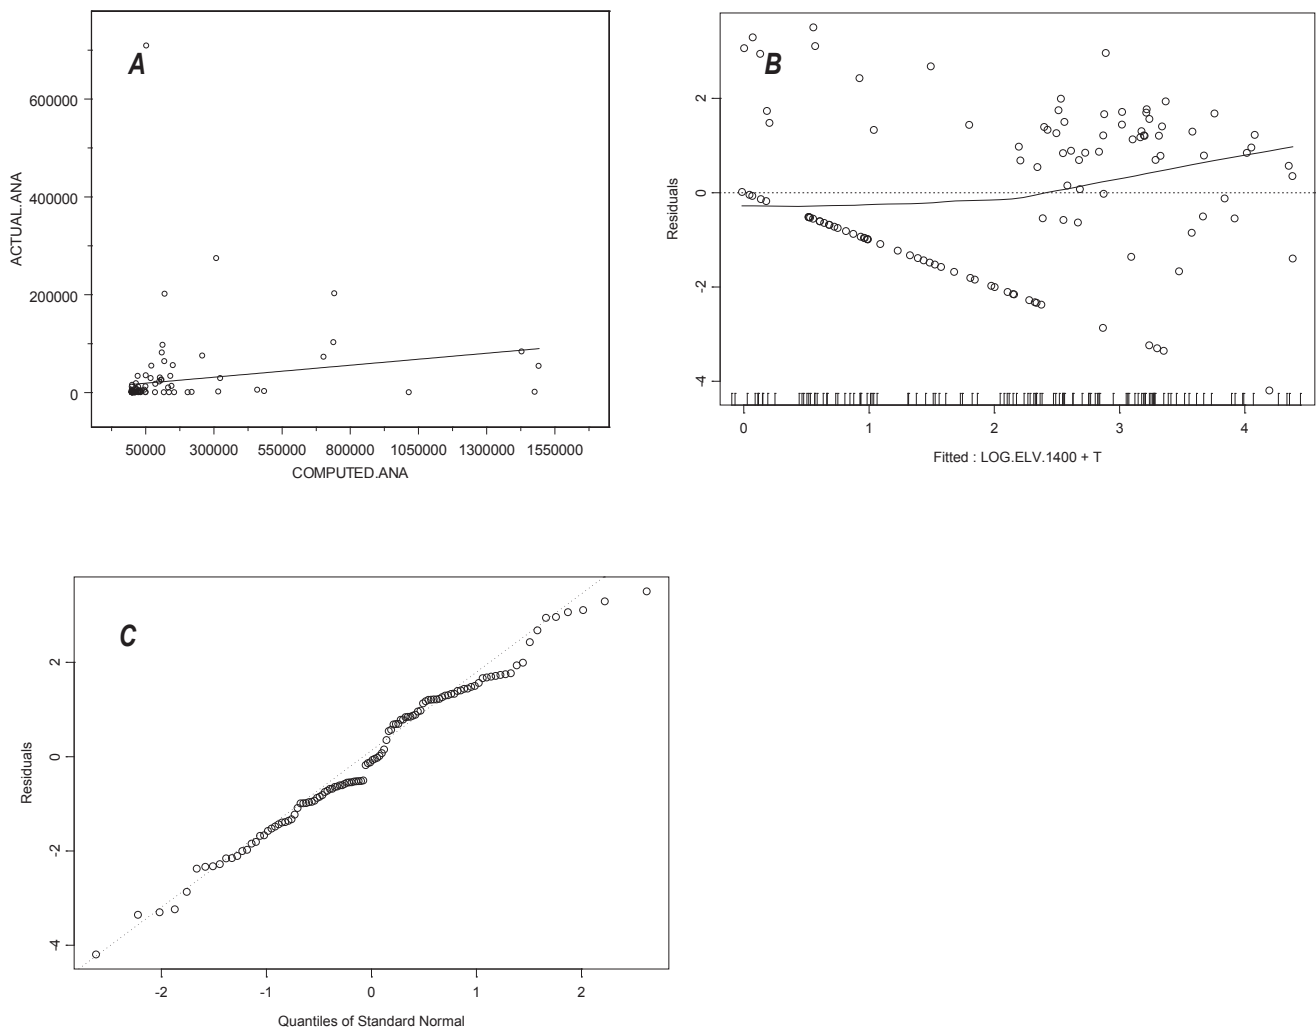 A
600000
400000
200000
0
ACTUAL.ANA
50000 300000 550000 800000 1050000 1300000 1550000
COMPUTED.ANA
B
2
0
-2
-4
Residuals
0 1 2 3 4
Fitted : LOG.ELV.1400 + T
C
2
0
-2
-4
Residuals
-2 -1 0 1 2
Quantiles of Standard Normal